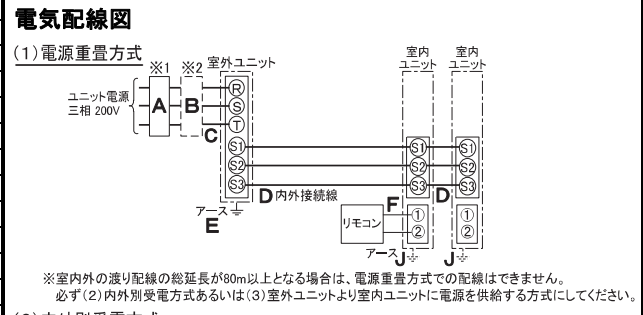 電気配線図
(1)電源重畳方式
※1 ※2 室外ユニット 室内ユニット 室内ユニット
ユニット電源
三相 200V
A B C
R
S
T
S1 S1 S1
S2 S2 S2
S3 S3 S3
D 内外接続線 D
アース E
リモコン F
① ①
② ②
アース J J
※室内外の渡り配線の総延長が80m以上となる場合は、電源重畳方式での配線はできません。
必ず(2)内外別受電方式あるいは(3)室外ユニットより室内ユニットに電源を供給する方式にしてください。